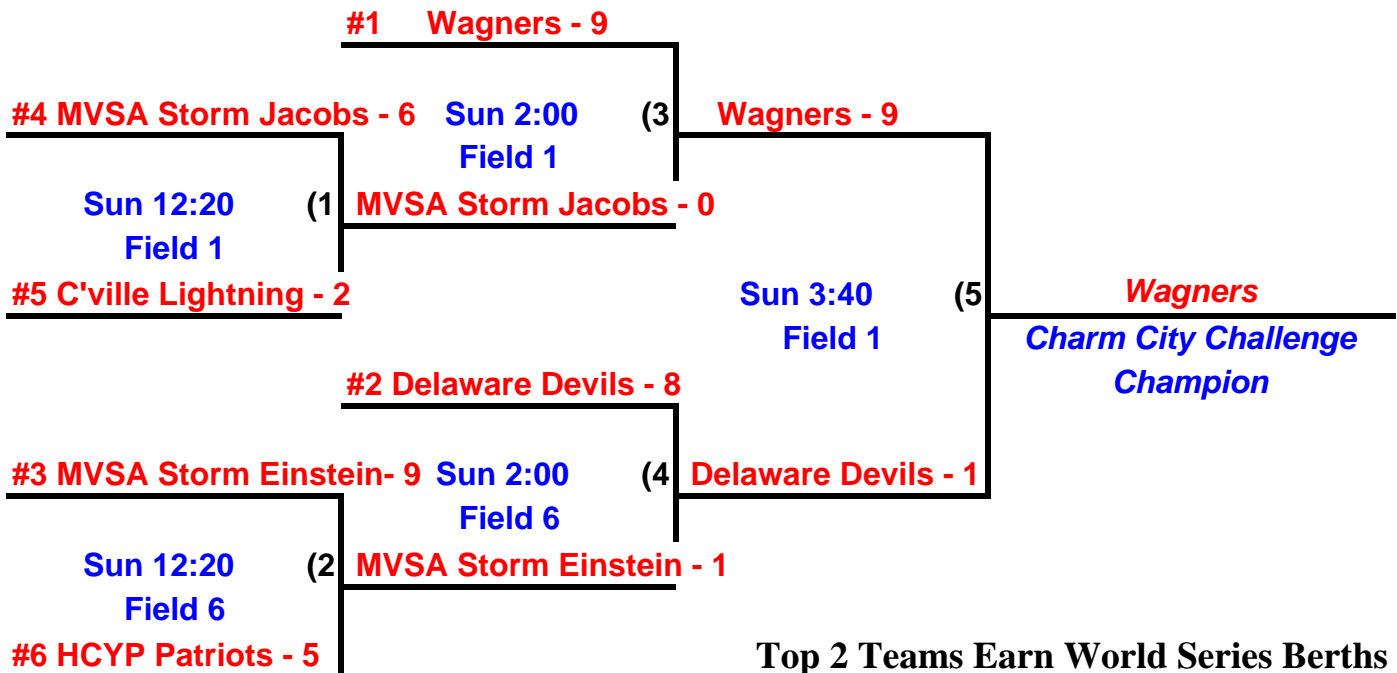 #1 Wagners - 9
#4 MVSA Storm Jacobs - 6 Sun 2:00 (3 Wagners - 9
Field 1
Sun 12:20 (1 MVSA Storm Jacobs - 0
Field 1
#5 C'ville Lightning - 2 Sun 3:40 (5 Wagners
Field 1 Charm City Challenge
#2 Delaware Devils - 8 Champion
#3 MVSA Storm Einstein- 9 Sun 2:00 (4 Delaware Devils - 1
Field 6
Sun 12:20 (2 MVSA Storm Einstein - 1
Field 6
#6 HCYP Patriots - 5 Top 2 Teams Earn World Series Berths